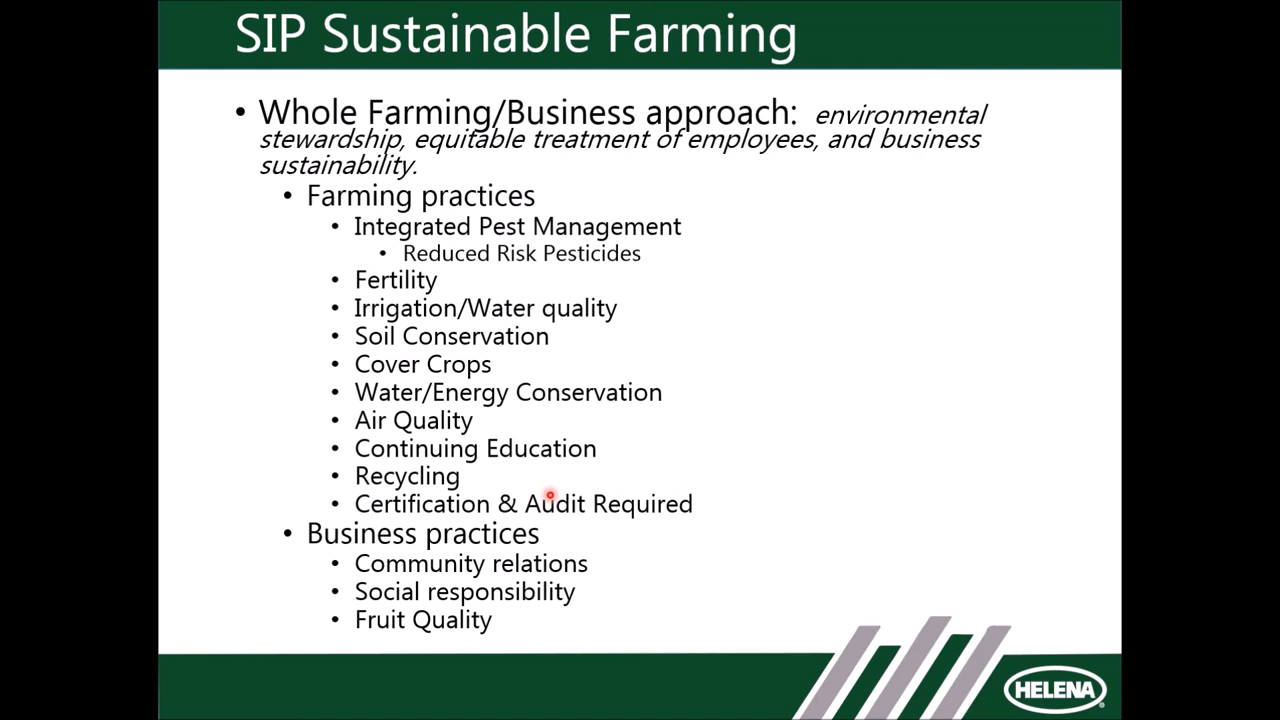 SIP Sustainable Farming
• Whole Farming/Business approach: environmental
stewardship, equitable treatment of employees, and business
sustainability.
• Farming practices
• Integrated Pest Management
• Reduced Risk Pesticides
• Fertility
• Irrigation/Water quality
• Soil Conservation
• Cover Crops
• Water/Energy Conservation
• Air Quality
• Continuing Education
• Recycling
• Certification & Audit Required
• Business practices
• Community relations
• Social responsibility
• Fruit Quality
HELENA®